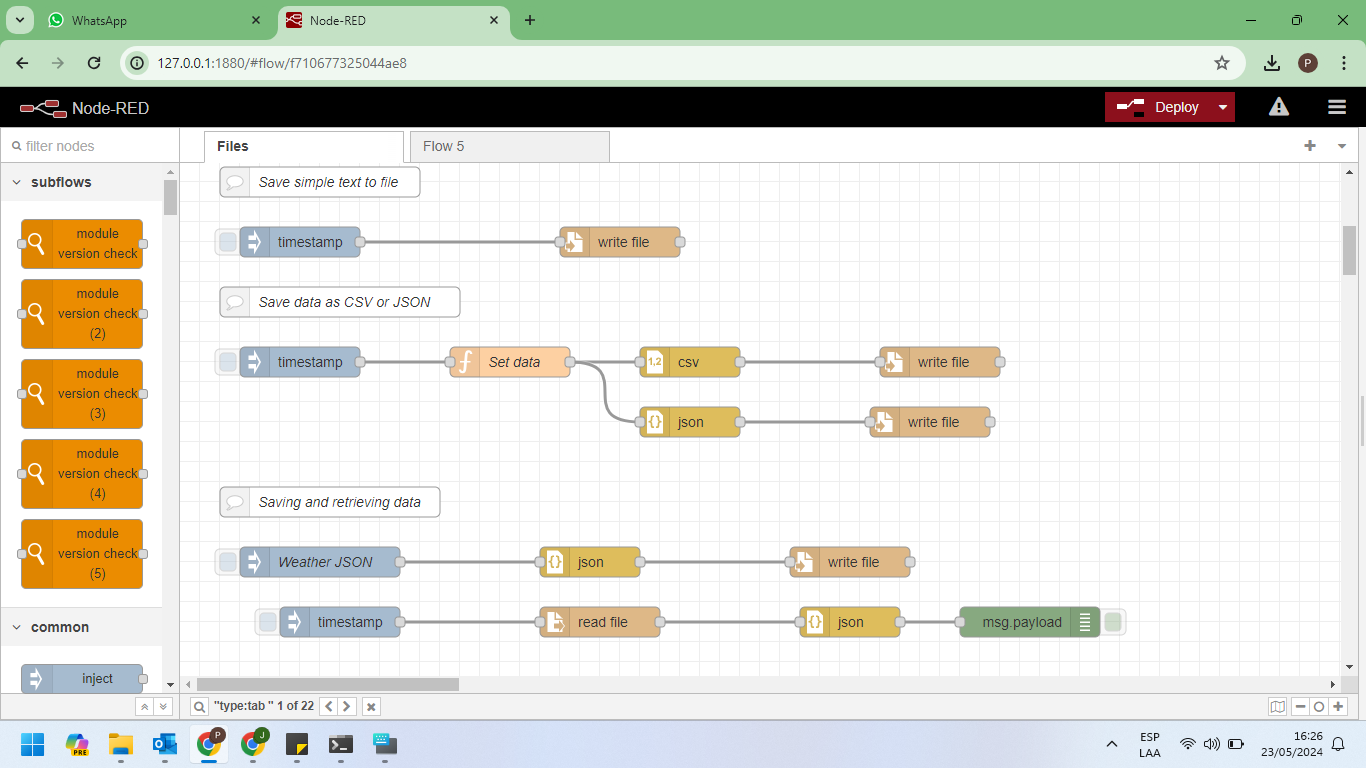 WhatsApp
Node-RED
127.0.0.1:1880/#flow/f710677325044ae8
P
Node-RED
Deploy
filter nodes
Files
Flow 5
subflows
module
version check
module
version check
(2)
module
version check
(3)
module
version check
(4)
module
version check
(5)
common
inject
Save simple text to file
timestamp
write file
Save data as CSV or JSON
timestamp
Set data
1,2
csv
write file
json
write file
Saving and retrieving data
Weather JSON
json
write file
timestamp
read file
json
msg.payload
"type:tab " 1 of 22
PRE
P
J
ESP
LAA
16:26
23/05/2024